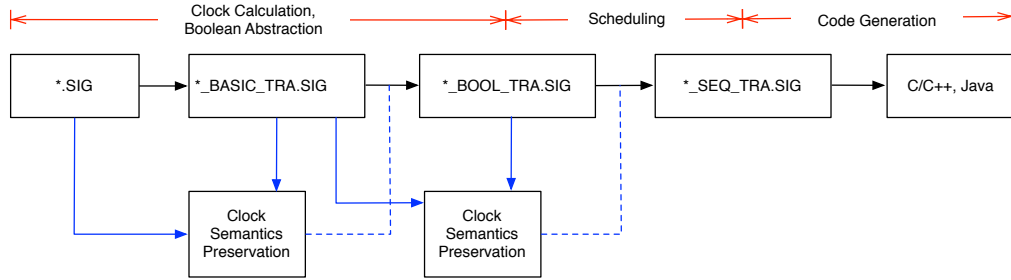 Clock Calculation,
Boolean Abstraction
Scheduling
Code Generation
*.SIG
*_BASIC_TRA.SIG
*_BOOL_TRA.SIG
*_SEQ_TRA.SIG
C/C++, Java
Clock
Semantics
Preservation
Clock
Semantics
Preservation